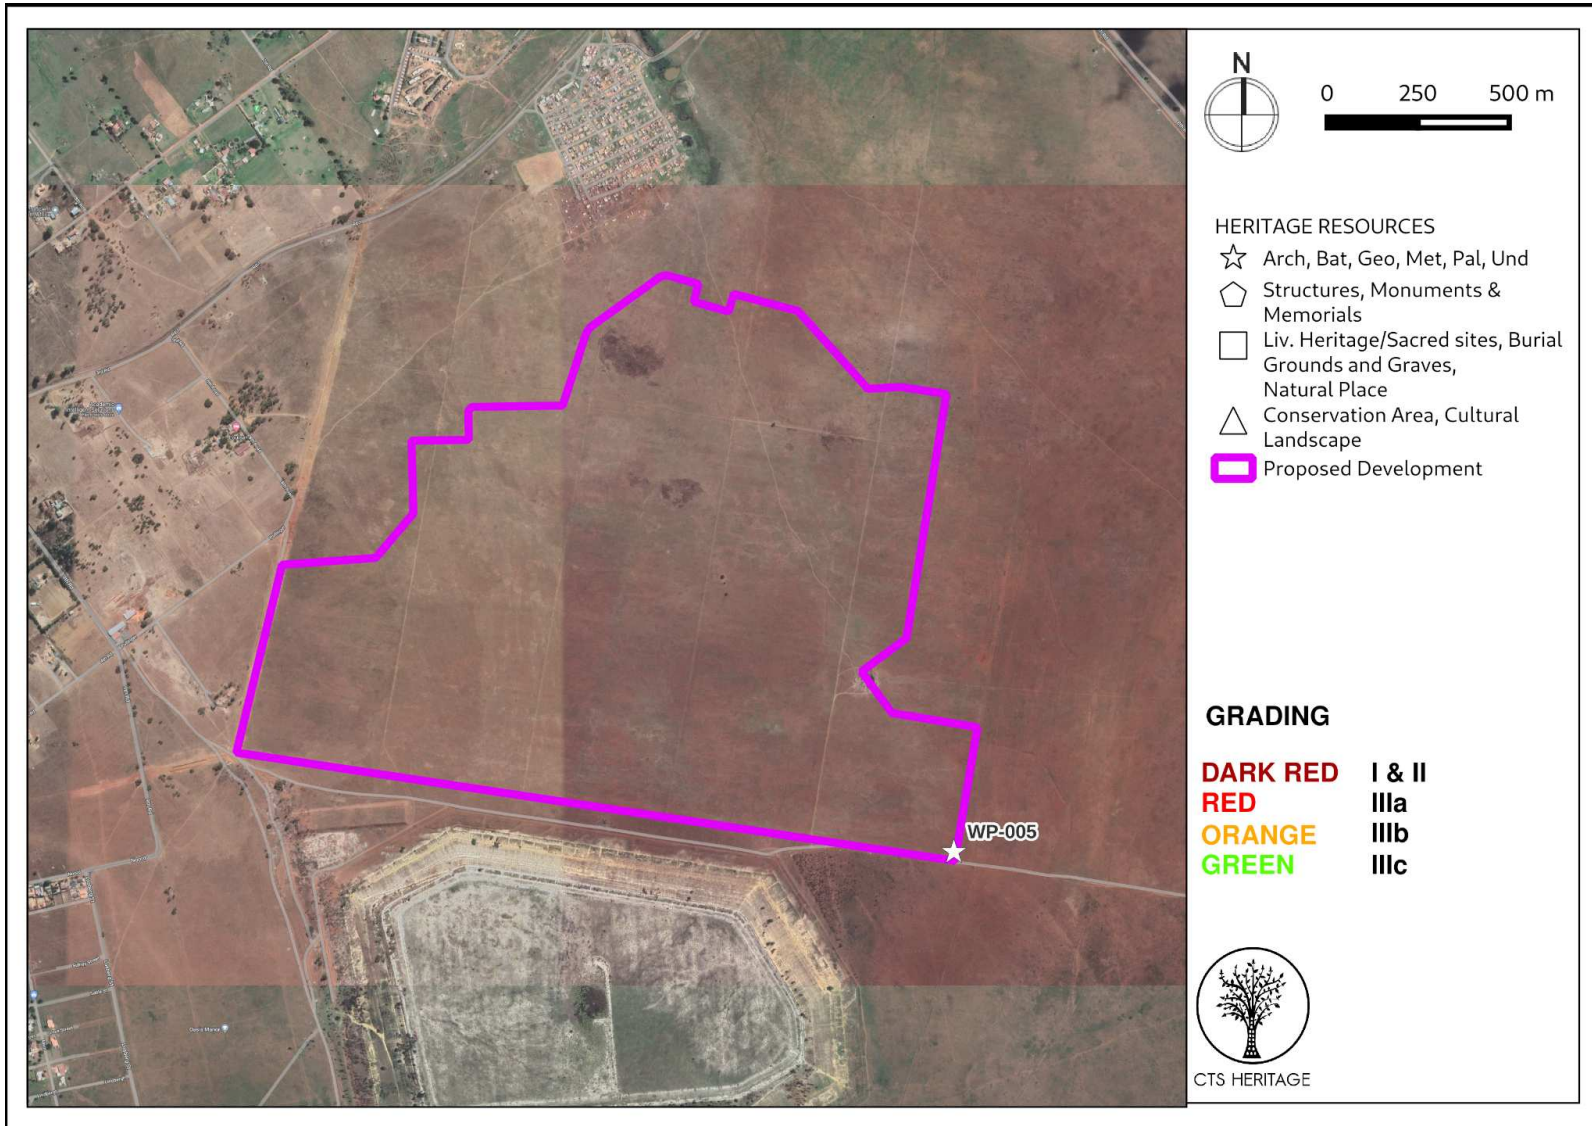 N
0 250 500 m
HERITAGE RESOURCES
Arch, Bat, Geo, Met, Pal, Und
Structures, Monuments &
Memorials
Liv. Heritage/Sacred sites, Burial
Grounds and Graves,
Natural Place
Conservation Area, Cultural
Landscape
Proposed Development
WP-005
GRADING
DARK RED I & II
RED IIIa
ORANGE IIIb
GREEN IIIc
CTS HERITAGE